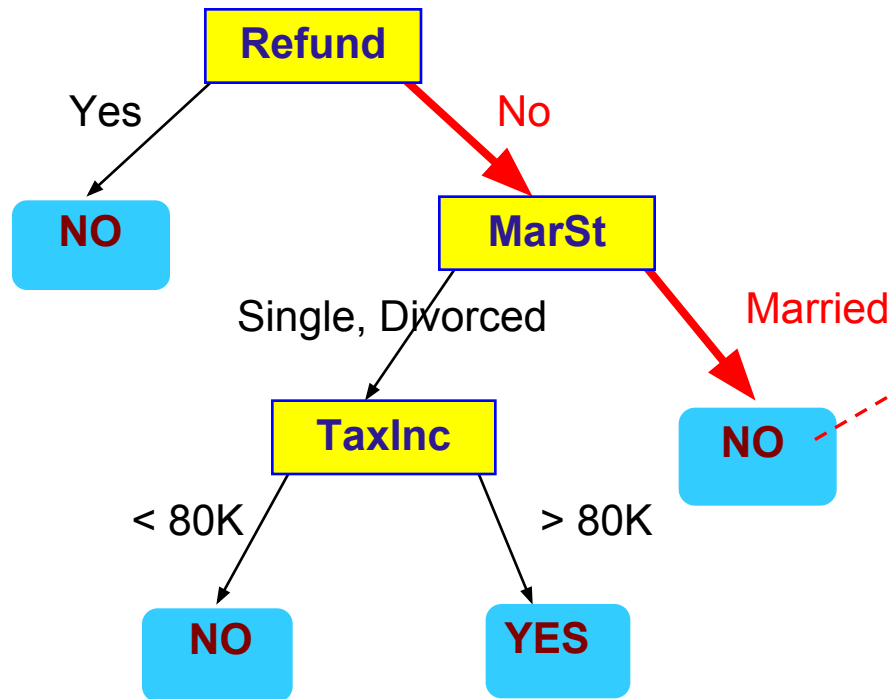 Refund
Yes
No
NO
MarSt
Single, Divorced
Married
TaxInc
NO
< 80K
> 80K
NO
YES